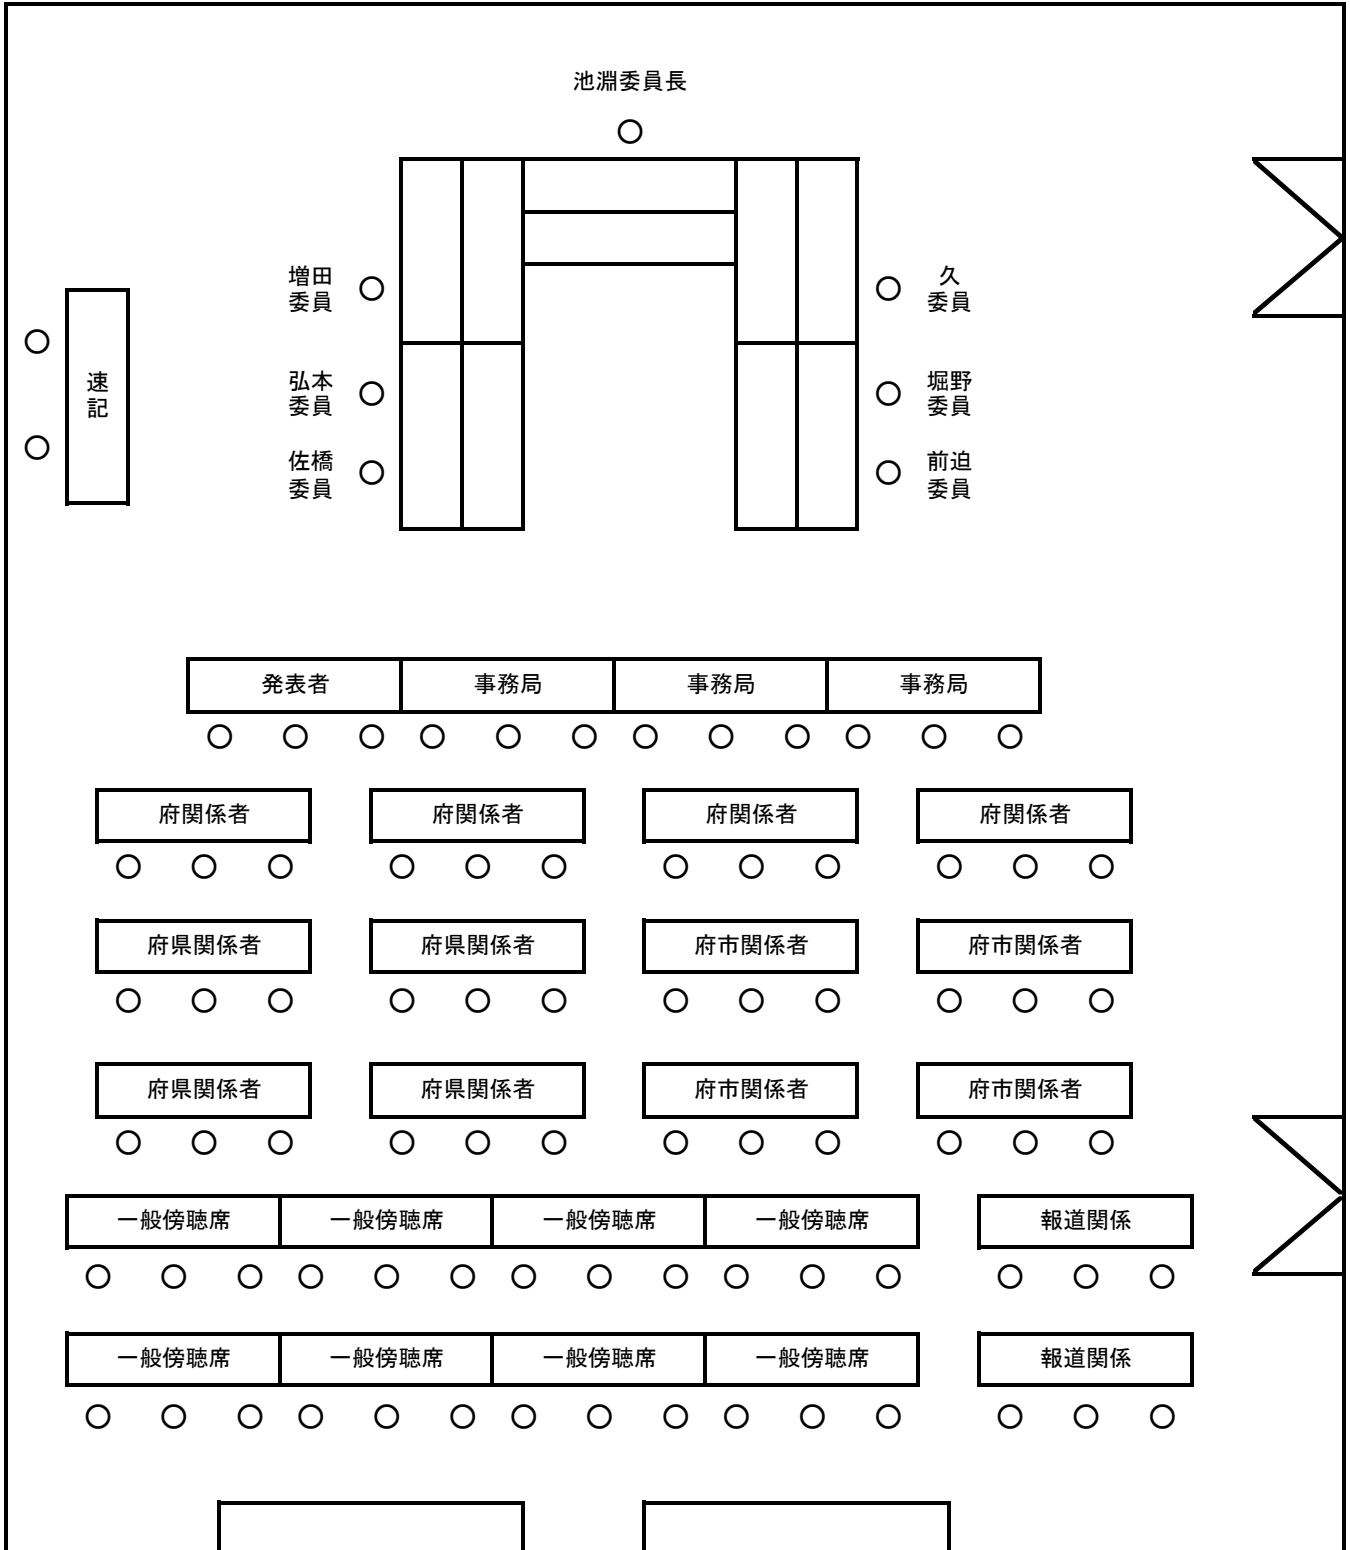 池淵委員長
増田
委員
久
委員
速
記
弘本
委員
堀野
委員
佐橋
委員
前迫
委員
発表者 事務局 事務局 事務局
府関係者 府関係者 府関係者 府関係者
府県関係者 府県関係者 府市関係者 府市関係者
府県関係者 府県関係者 府市関係者 府市関係者
一般傍聴席 一般傍聴席 一般傍聴席 一般傍聴席 報道関係
一般傍聴席 一般傍聴席 一般傍聴席 一般傍聴席 報道関係